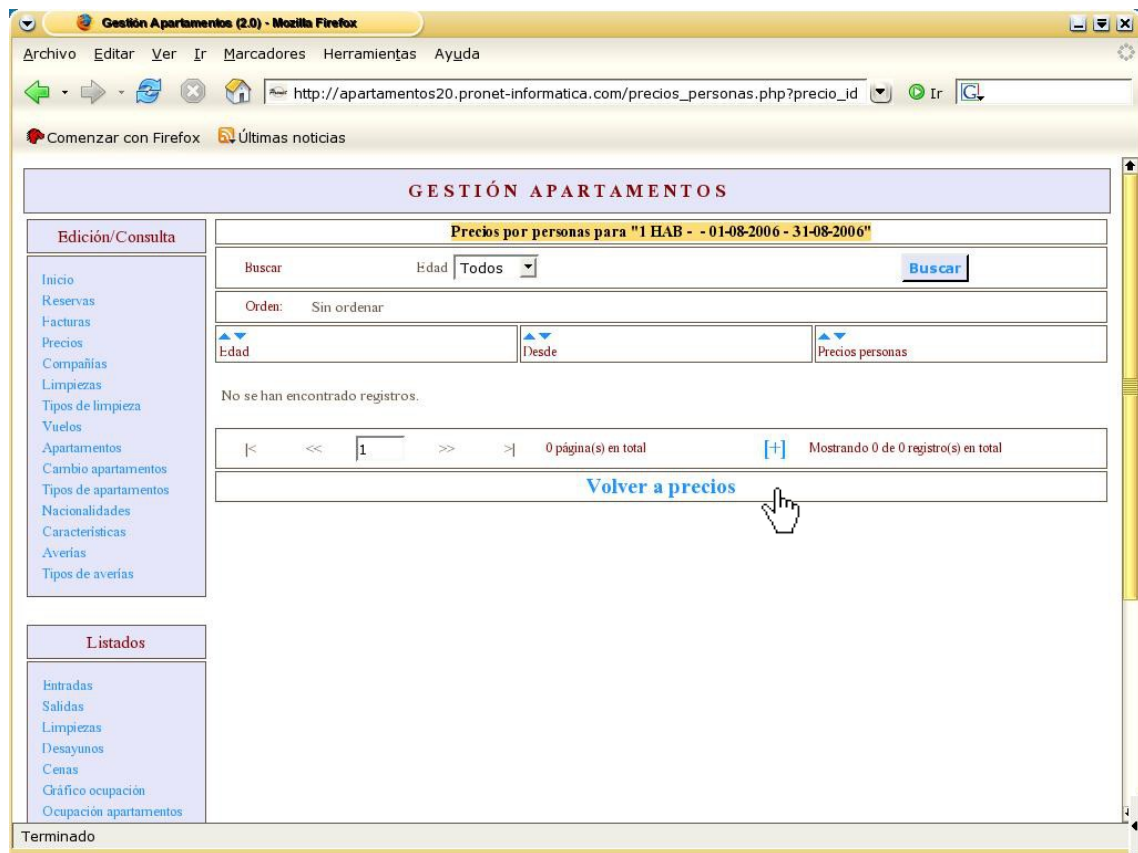 Gestión Apartamentos (2.0) - Mozilla Firefox
Archivo Editar Ver Ir Marcadores Herramientas Ayuda
http://apartamentos20.pronet-informatica.com/precios_personas.php?precio_id Ir G
Comenzar con Firefox Últimas noticias
GESTIÓN APARTAMENTOS
Edición/Consulta
Inicio
Reservas
Facturas
Precios
Compañías
Limpiezas
Tipos de limpieza
Vuelos
Apartamentos
Cambio apartamentos
Tipos de apartamentos
Nacionalidades
Características
Averías
Tipos de averías
Listados
Entradas
Salidas
Limpiezas
Desayunos
Cenas
Gráfico ocupación
Ocupación apartamentos
Precios por personas para "1 HAB - - 01-08-2006 - 31-08-2006"
Buscar Edad Todos Buscar
Orden: Sin ordenar
Edad Desde Precios personas
No se han encontrado registros.
|< << 1 >> >| 0 página(s) en total [+] Mostrando 0 de 0 registro(s) en total
Volver a precios
Terminado